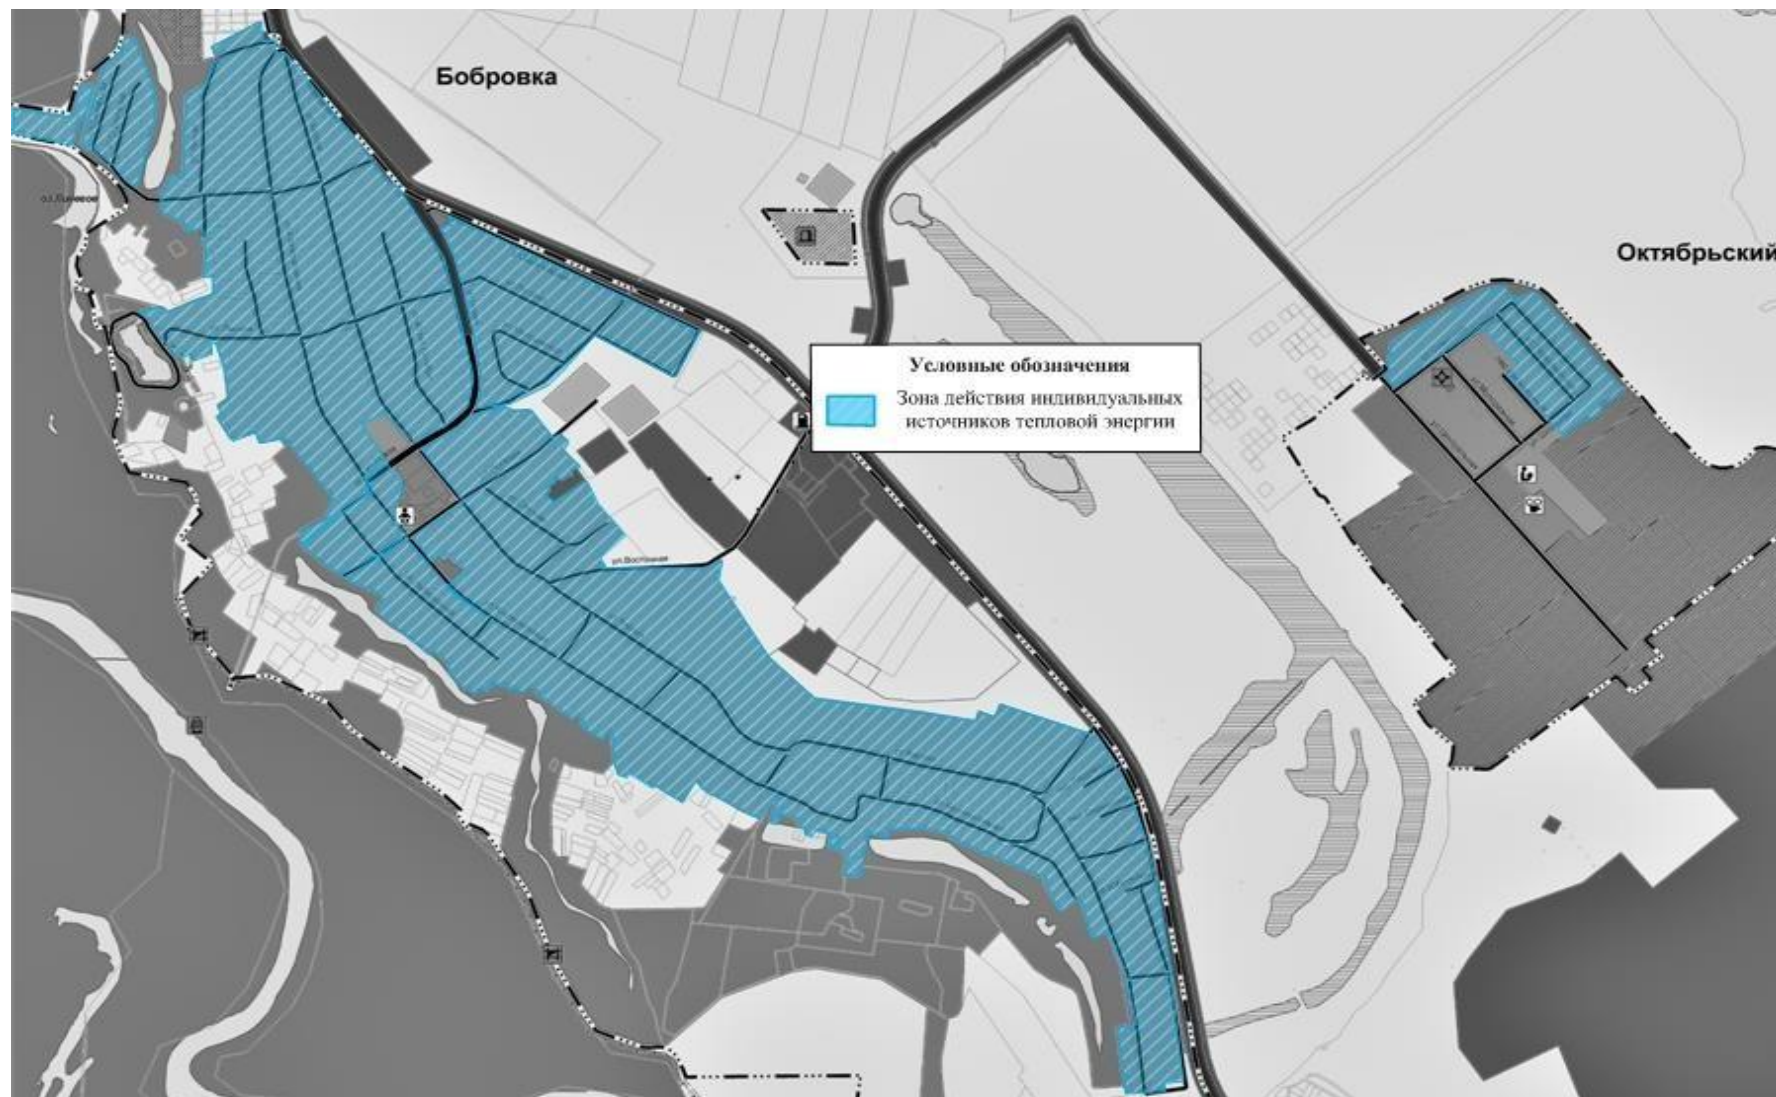 Бобровка
Октябрьский
Условные обозначения
Зона действия индивидуальных
источников тепловой энергии
ул.Восточная